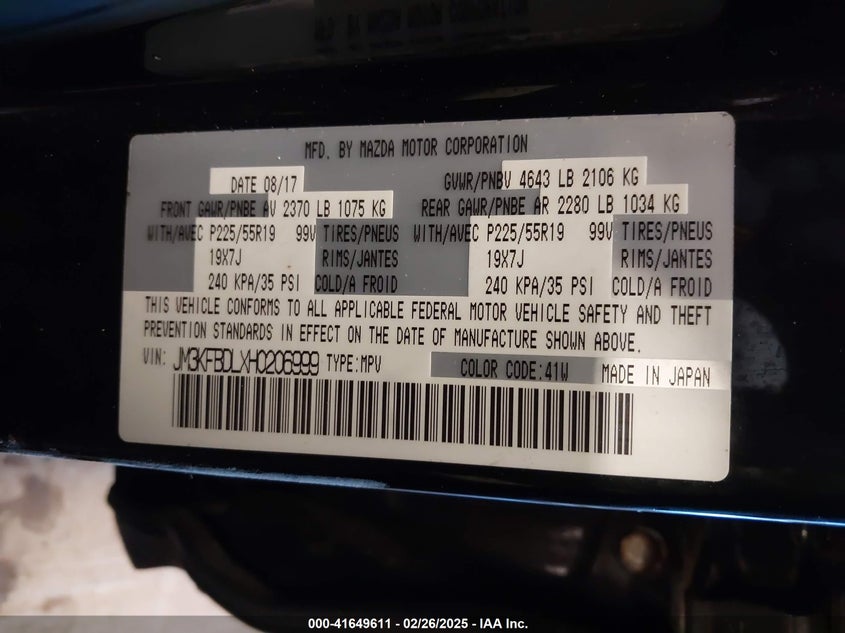 MFD. BY MAZDA MOTOR CORPORATION
DATE 08/17 GVWR/PNBV 4643 LB 2106 KG
FRONT GAWR/PNBE AV 2370 LB 1075 KG REAR GAWR/PNBE AR 2280 LB 1034 KG
WITH/AVEC P225/55R19 99V TIRES/PNEUS WITH/AVEC P225/55R19 99V TIRES/PNEUS
19X7J RIMS/JANTES 19X7J RIMS/JANTES
240 KPA/35 PSI COLD/A FROID 240 KPA/35 PSI COLD/A FROID
THIS VEHICLE CONFORMS TO ALL APPLICABLE FEDERAL MOTOR VEHICLE SAFETY AND THEFT
PREVENTION STANDARDS IN EFFECT ON THE DATE OF MANUFACTURE SHOWN ABOVE.
VIN: JM3KFBDLXH0206999 TYPE:MPV COLOR CODE:41W MADE IN JAPAN
000-41649611 - 02/26/2025 - IAA Inc.